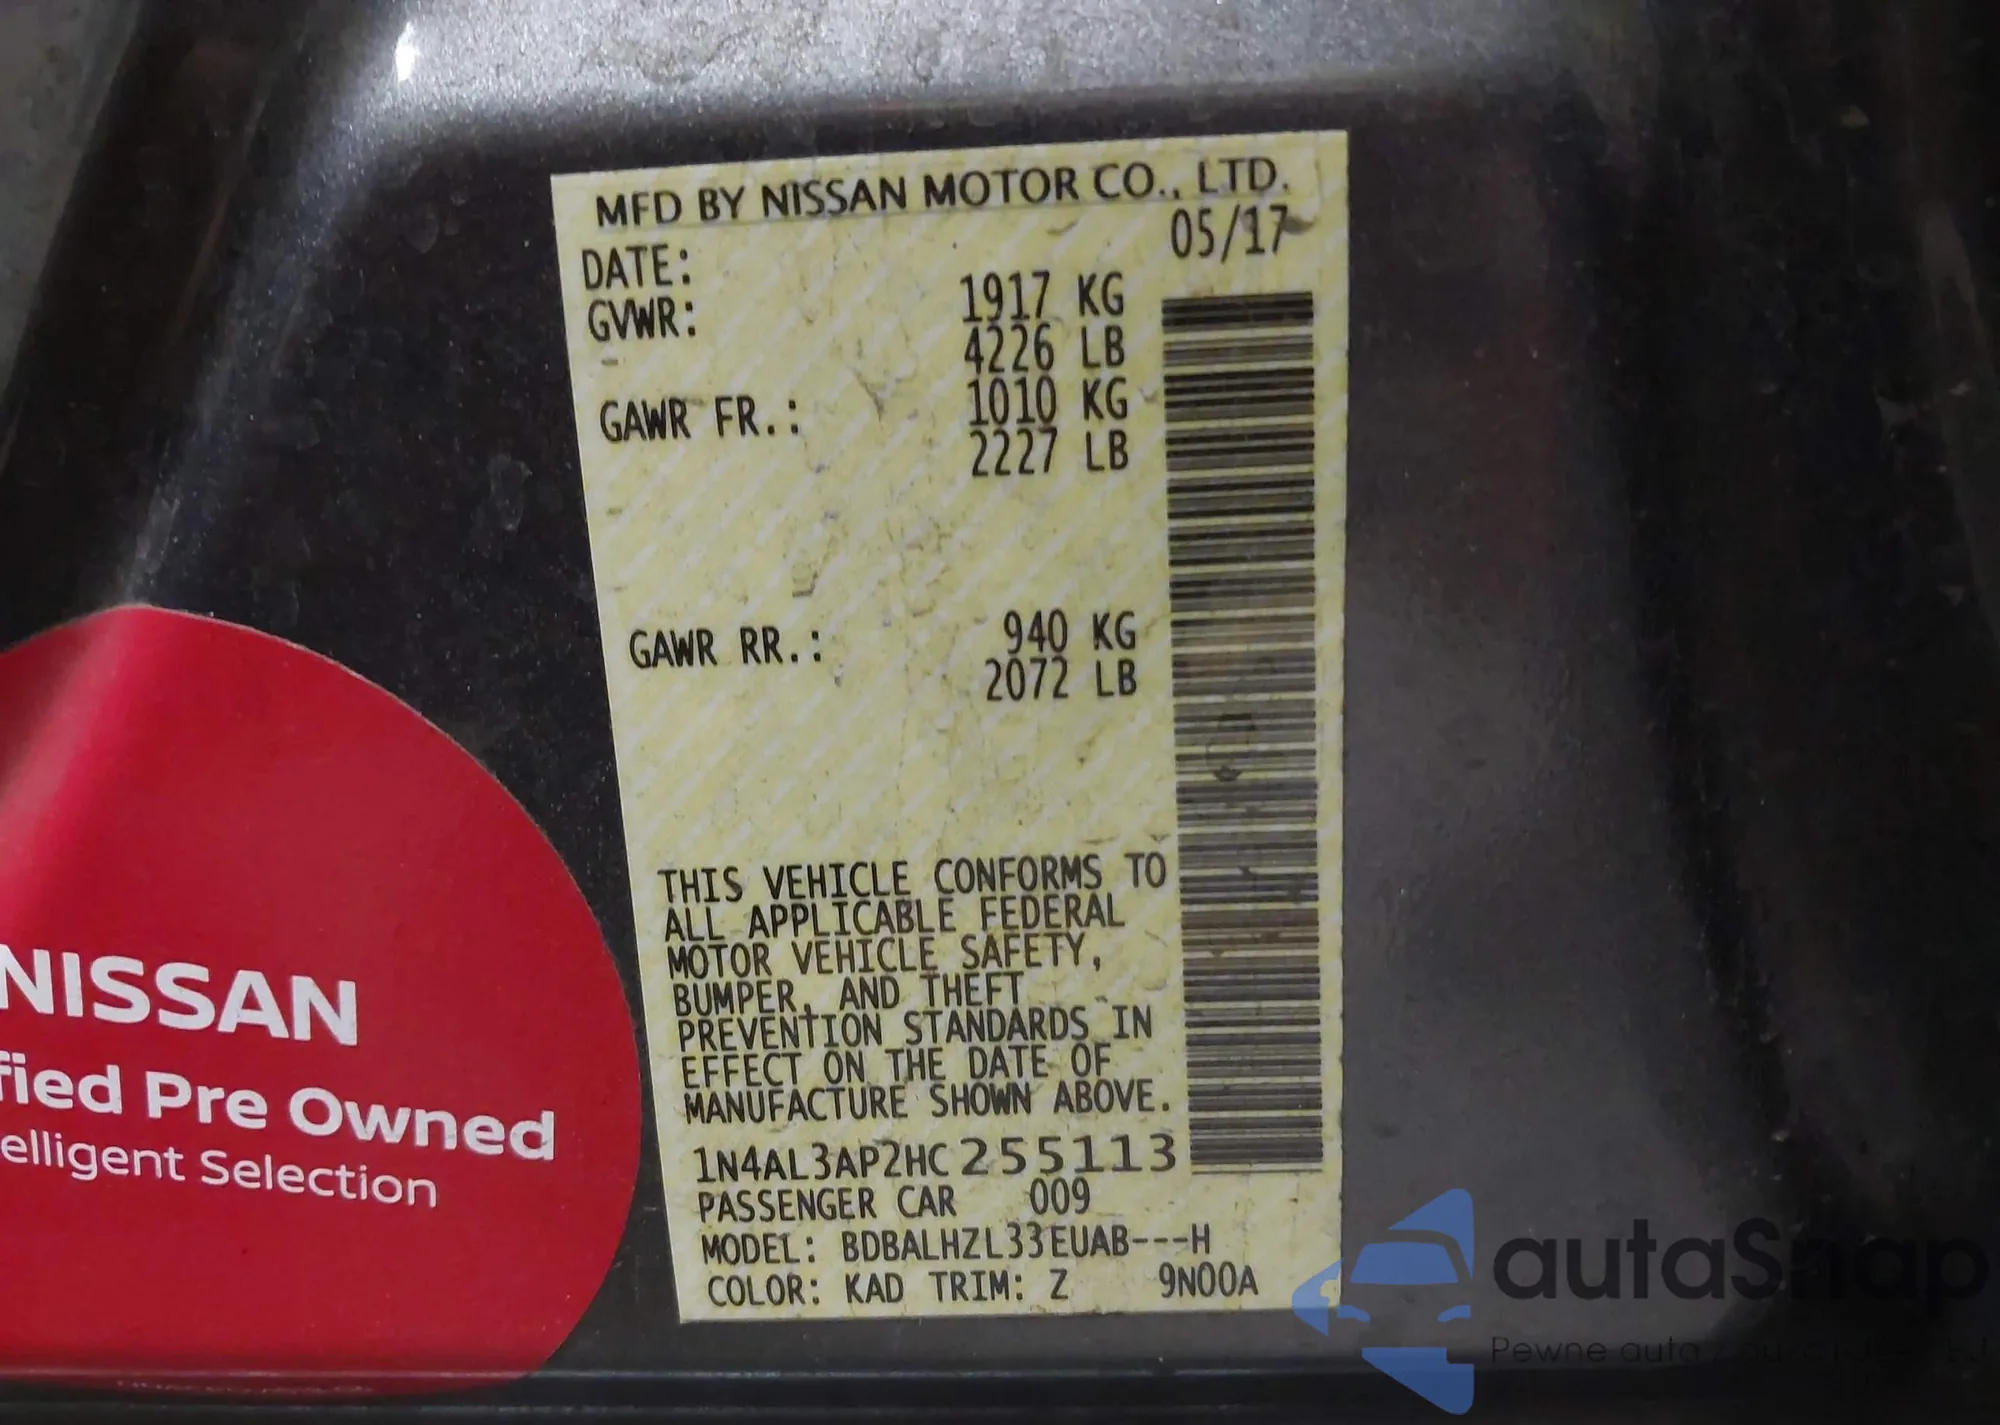 MFD BY NISSAN MOTOR CO., LTD.
DATE: 05/17
GVWR: 1917 KG
4226 LB
GAWR FR.: 1010 KG
2227 LB
GAWR RR.: 940 KG
2072 LB
THIS VEHICLE CONFORMS TO
ALL APPLICABLE FEDERAL
MOTOR VEHICLE SAFETY,
BUMPER, AND THEFT
PREVENTION STANDARDS IN
EFFECT ON THE DATE OF
MANUFACTURE SHOWN ABOVE.
1N4AL3AP2HC255113
PASSENGER CAR 009
MODEL: BDBALHZL33EUAB---H
COLOR: KAD TRIM: Z 9N00A
NISSAN
fied Pre Owned
elligent Selection
autaSnap
Pewne auta z